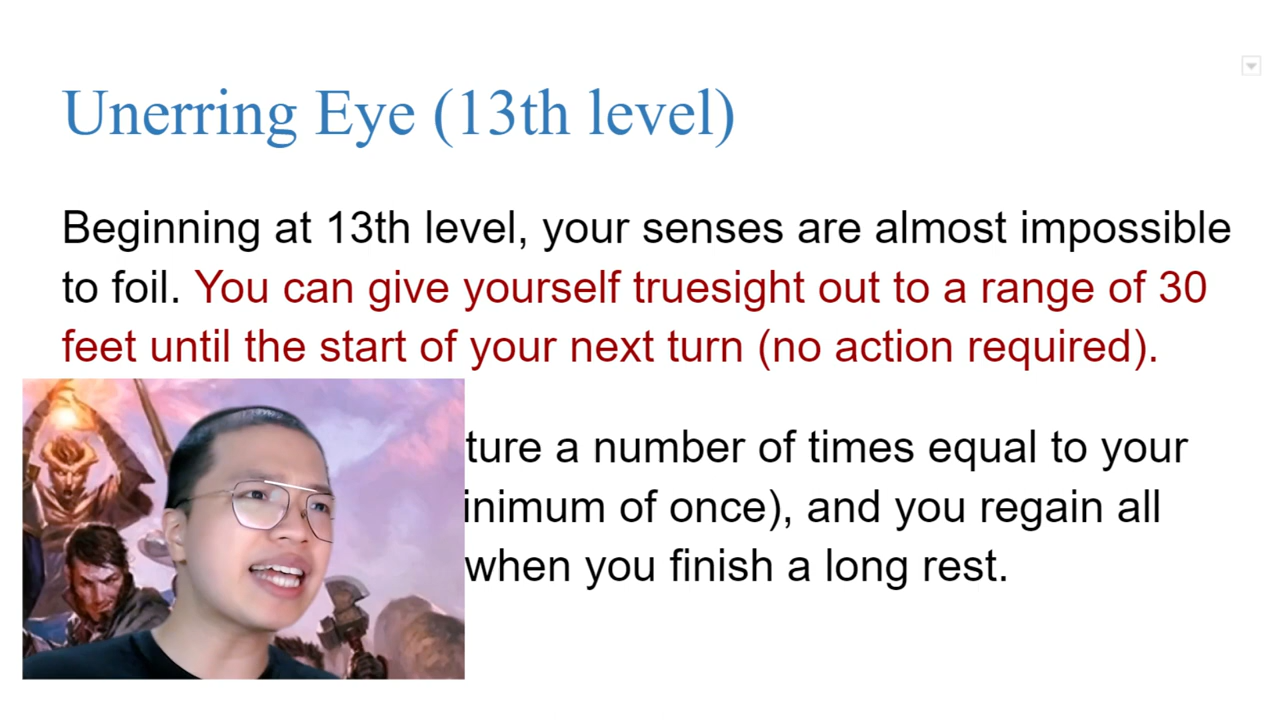 Unerring Eye (13th level)
Beginning at 13th level, your senses are almost impossible
to foil. You can give yourself truesight out to a range of 30
feet until the start of your next turn (no action required).
a number of times equal to your
of once), and you regain all
when you finish a long rest.